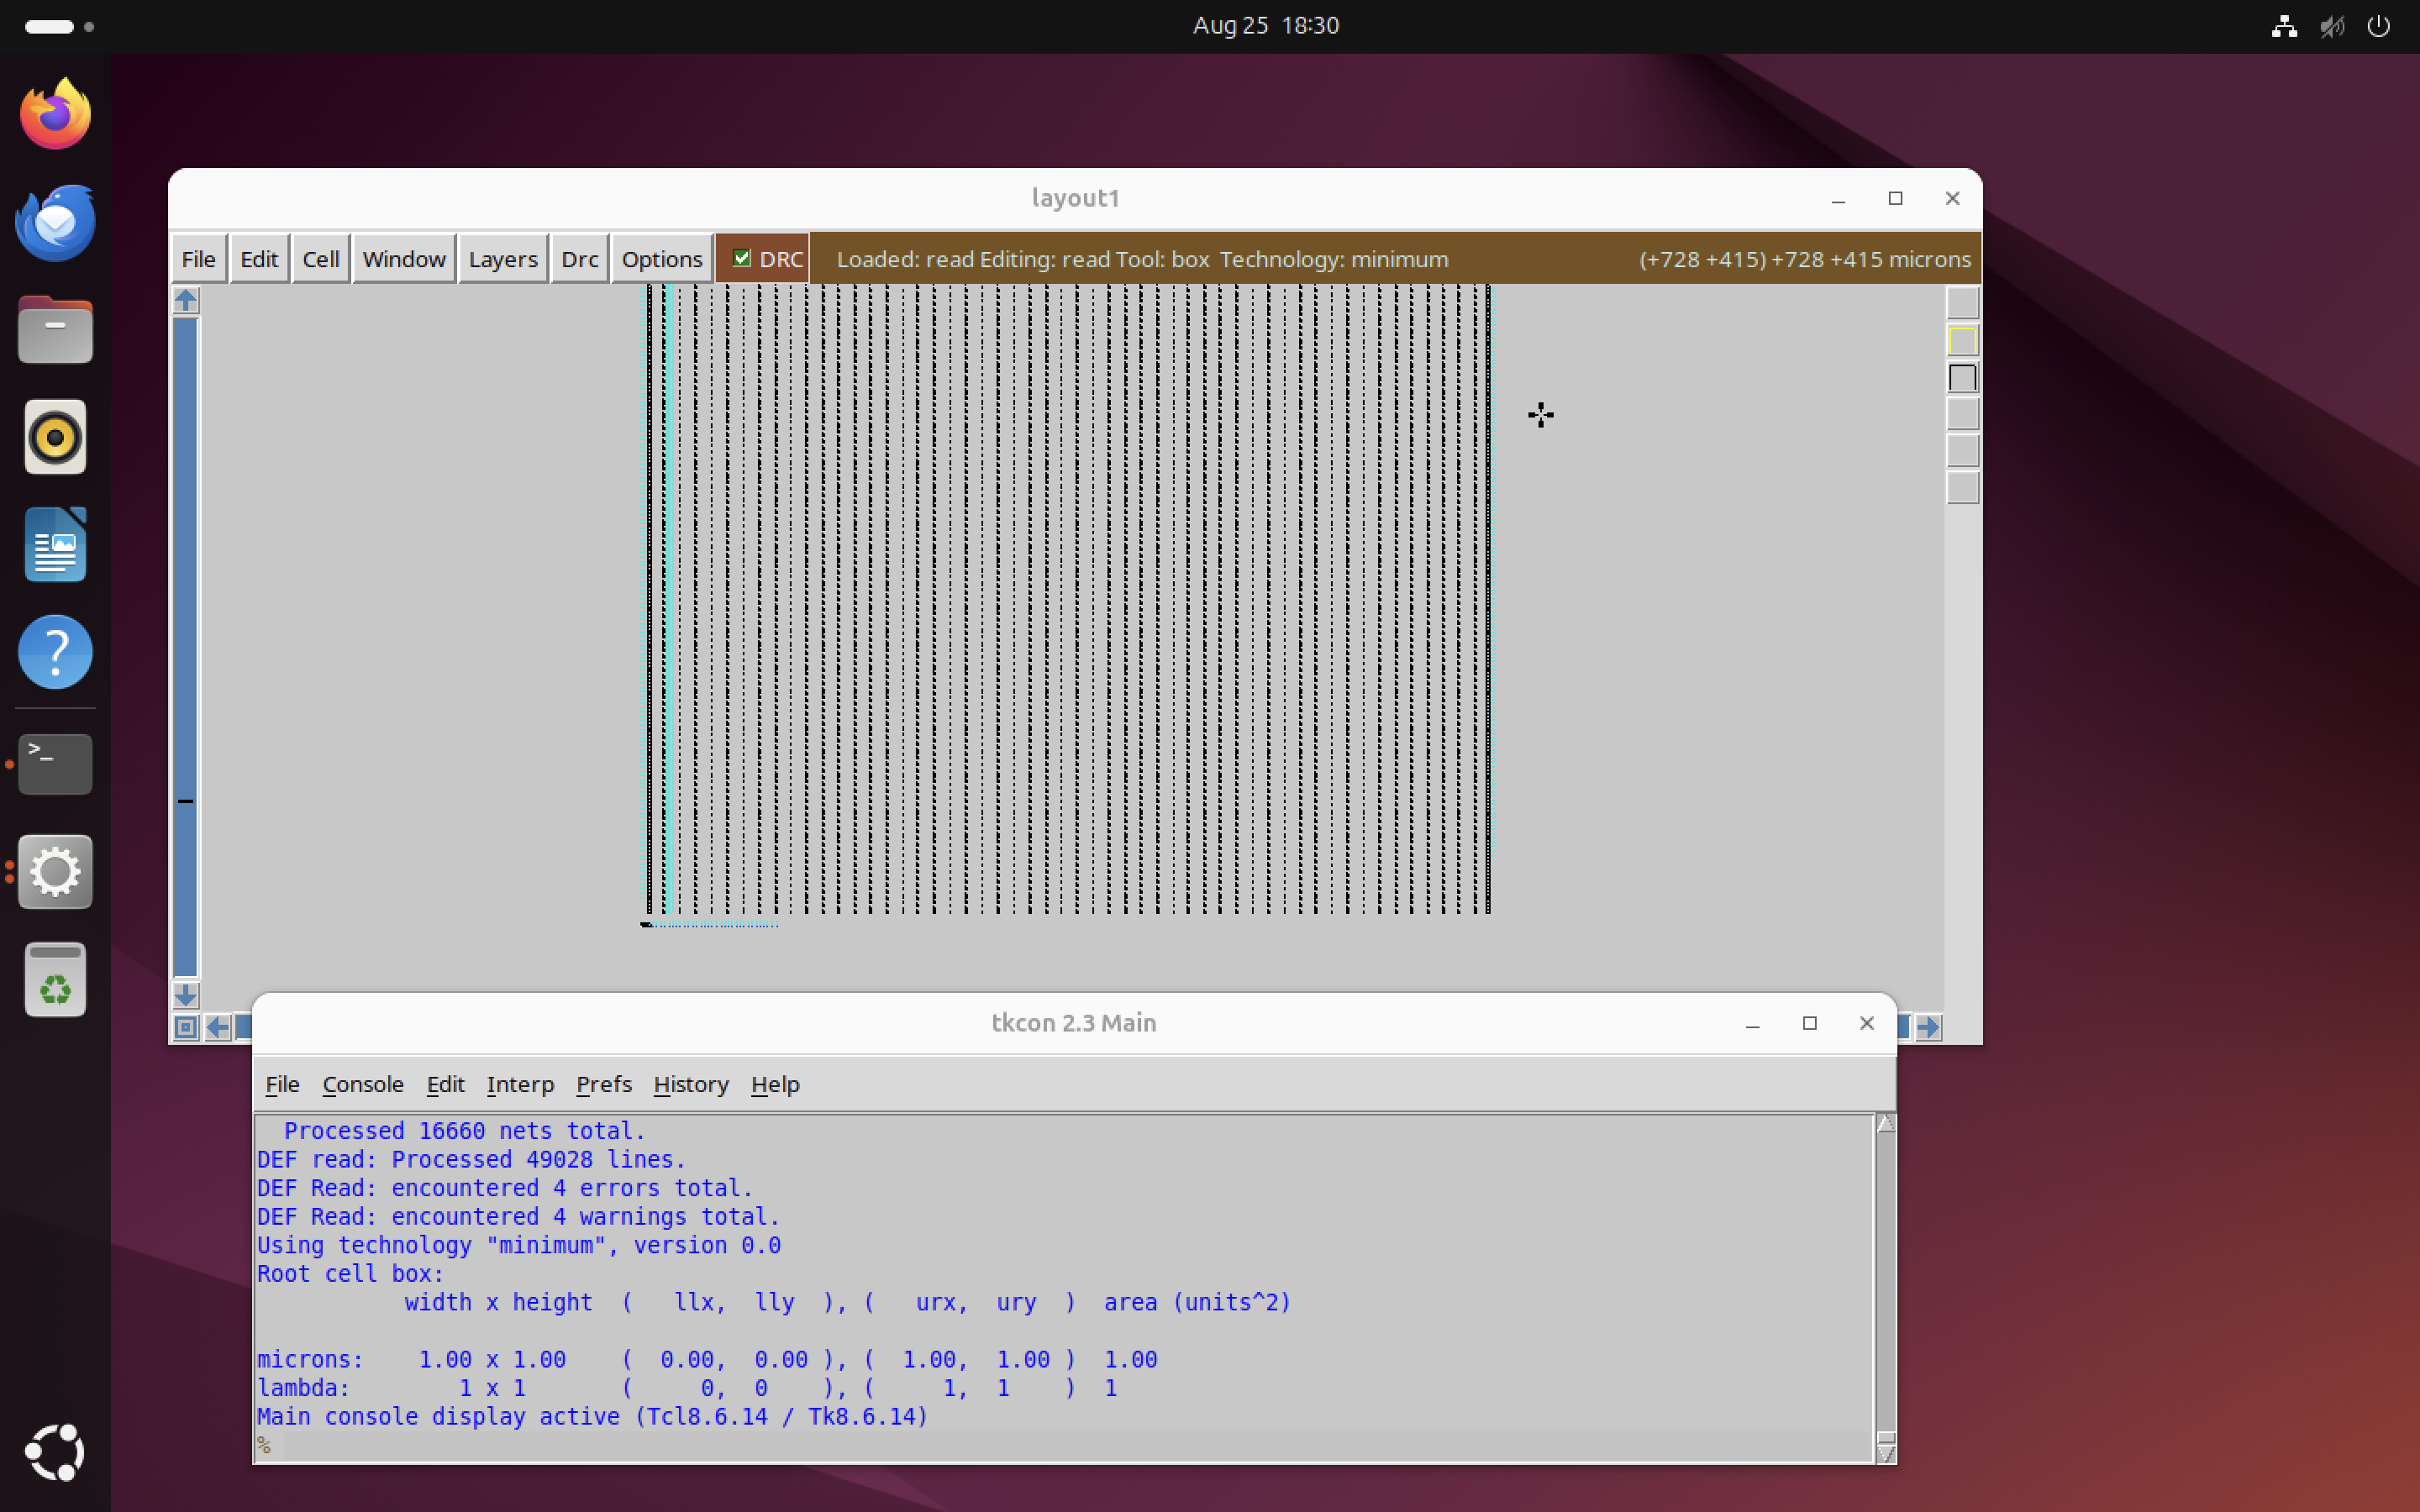 Aug 25 18:30
layout1
File Edit Cell Window Layers Drc Options DRC Loaded: read Editing: read Tool: box Technology: minimum (+728 +415) +728 +415 microns
tkcon 2.3 Main
File Console Edit Interp Prefs History Help
Processed 16660 nets total.
DEF read: Processed 49028 lines.
DEF Read: encountered 4 errors total.
DEF Read: encountered 4 warnings total.
Using technology "minimum", version 0.0
Root cell box:
width x height ( llx, lly ), ( urx, ury ) area (units^2)
microns: 1.00 x 1.00 ( 0.00, 0.00 ), ( 1.00, 1.00 ) 1.00
lambda: 1 x 1 ( 0, 0 ), ( 1, 1 ) 1
Main console display active (Tcl8.6.14 / Tk8.6.14)
%